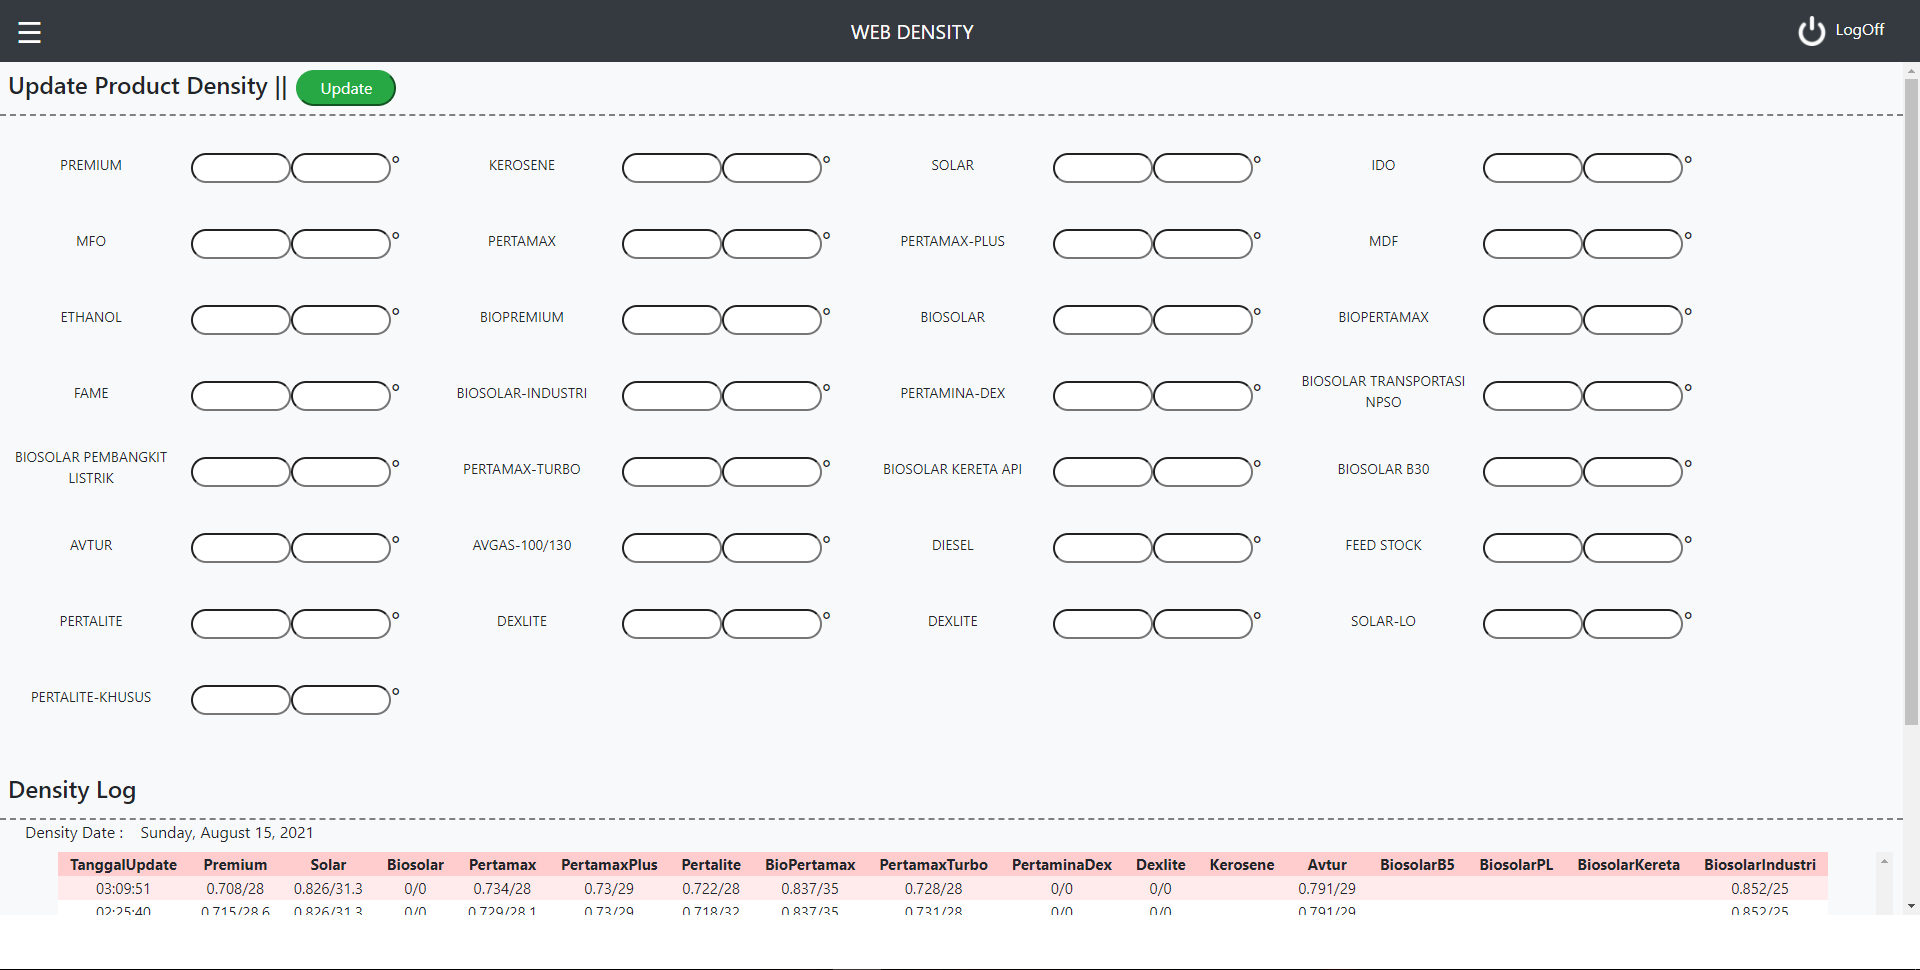 WEB DENSITY
LogOff
Update Product Density || Update
PREMIUM ° KEROSENE ° SOLAR ° IDO °
MFO ° PERTAMAX ° PERTAMAX-PLUS ° MDF °
ETHANOL ° BIOPREMIUM ° BIOSOLAR ° BIOPERTAMAX °
FAME ° BIOSOLAR-INDUSTRI ° PERTAMINA-DEX ° BIOSOLAR TRANSPORTASI
NPSO °
BIOSOLAR PEMBANGKIT
LISTRIK ° PERTAMAX-TURBO ° BIOSOLAR KERETA API ° BIOSOLAR B30 °
AVTUR ° AVGAS-100/130 ° DIESEL ° FEED STOCK °
PERTALITE ° DEXLITE ° DEXLITE ° SOLAR-LO °
PERTALITE-KHUSUS °
Density Log
Density Date : Sunday, August 15, 2021
TanggalUpdate Premium Solar Biosolar Pertamax PertamaxPlus Pertalite BioPertamax PertamaxTurbo PertaminaDex Dexlite Kerosene Avtur BiosolarB5 BiosolarPL BiosolarKereta BiosolarIndustri
03:09:51 0.708/28 0.826/31.3 0/0 0.734/28 0.73/29 0.722/28 0.837/35 0.728/28 0/0 0/0 0.791/29 0.852/25
02:25:40 0.715/28.6 0.826/31.3 0/0 0.729/28.1 0.73/29 0.718/32 0.837/35 0.731/28 0/0 0/0 0.791/29 0.852/25